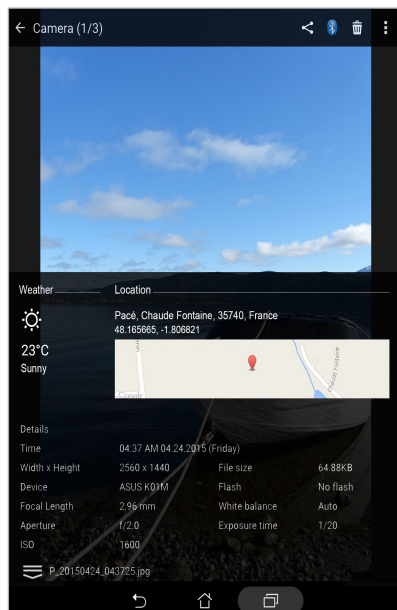 Camera (1/3)
Weather
Location
Pacé, Chaude Fontaine, 35740, France
48.165665, -1.806821
23°C
Sunny
Google
Chaude Fontaine
Details
Time 04:37 AM 04.24.2015 (Friday)
Width x Height 2560 x 1440 File size 64.88KB
Device ASUS K01M Flash No flash
Focal Length 2.96 mm White balance Auto
Aperture f/2.0 Exposure time 1/20
ISO 1600
P_20150424_043725.jpg